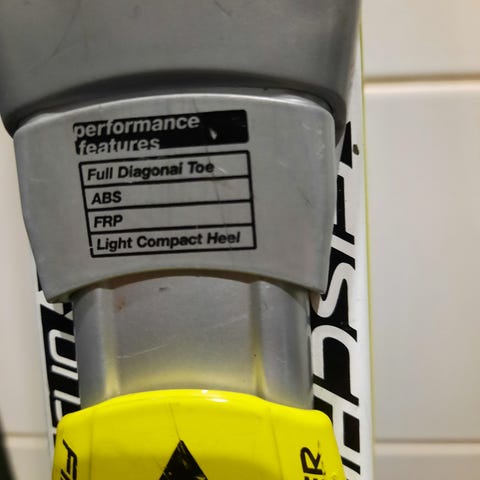 performance
features
Full Diagonal Toe
ABS
FRP
Light Compact Heel